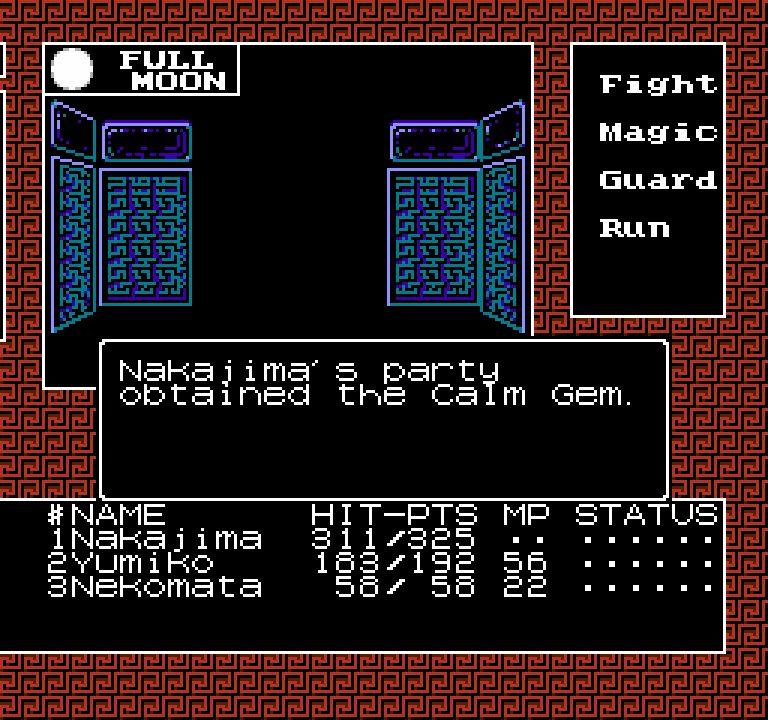 FULL
MOON
Fight
Magic
Guard
Run
Nakajima's party
obtained the Calm Gem.
#NAME HIT-PTS MP STATUS
1Nakajima 311/325 .. ......
2Yumiko 183/192 56 ......
3Nekomata 58/ 58 22 ......